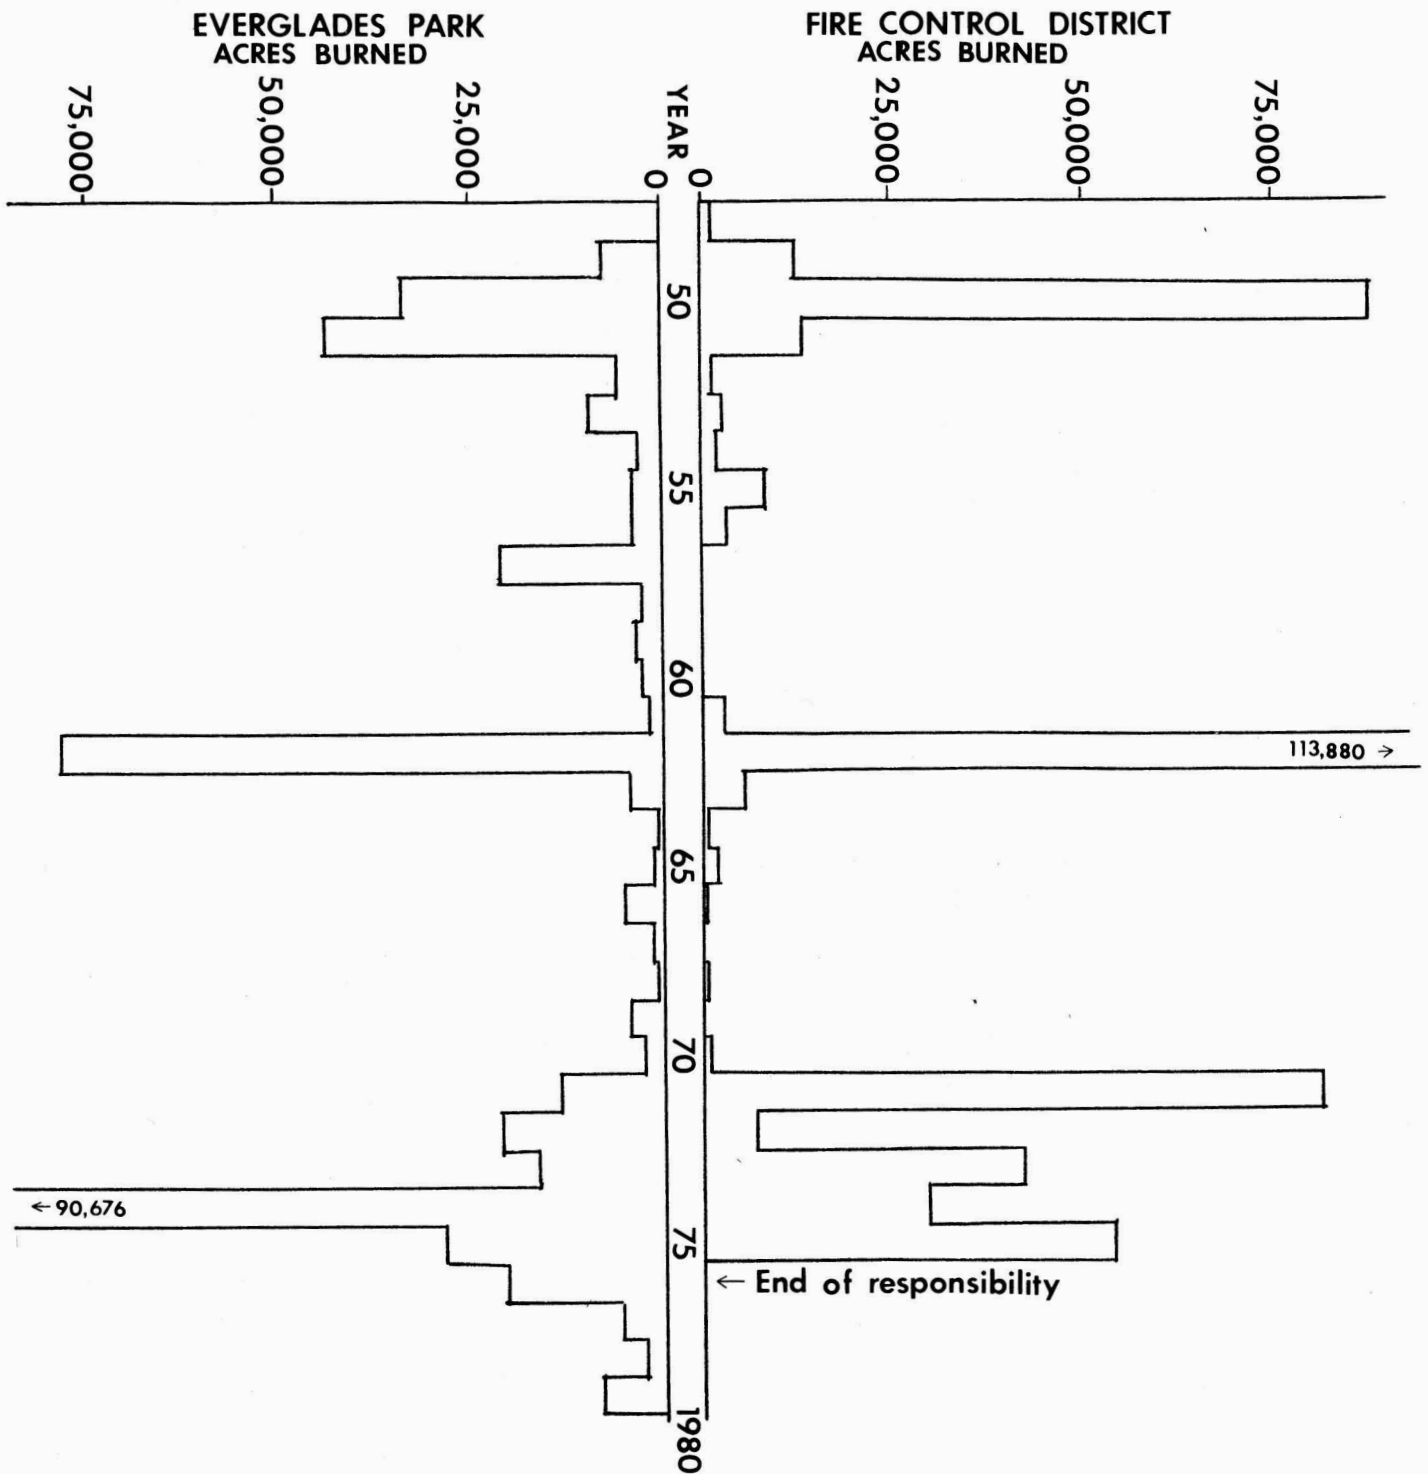 EVERGLADES PARK
ACRES BURNED
FIRE CONTROL DISTRICT
ACRES BURNED
75,000
50,000
25,000
0
YEAR
0
25,000
50,000
75,000
50
55
60
113,880 →
65
70
← 90,676
75
← End of responsibility
1980